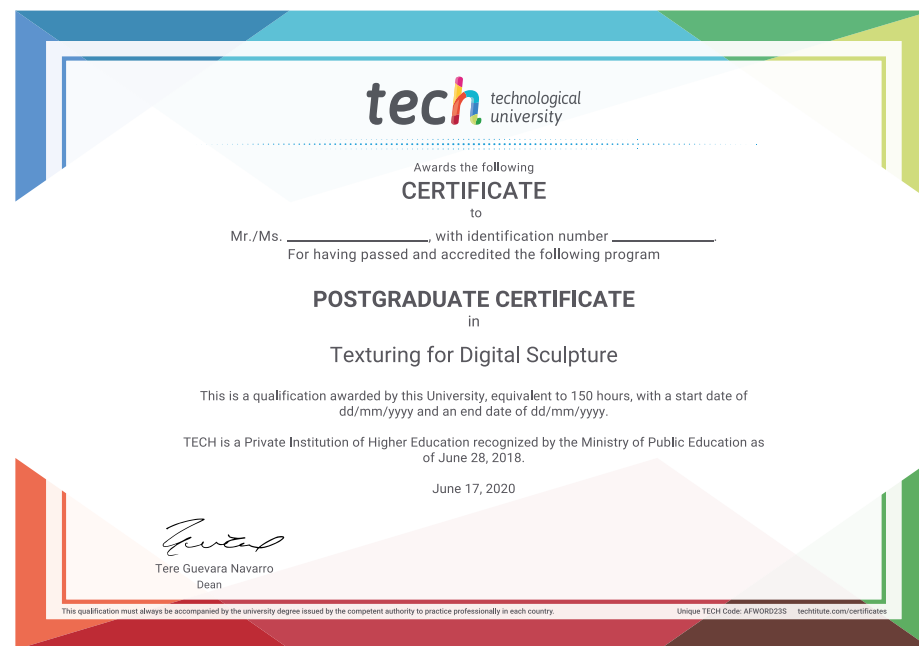 tech technological
university
Awards the following
CERTIFICATE
to
Mr./Ms. ____________________, with identification number ______________.
For having passed and accredited the following program
POSTGRADUATE CERTIFICATE
in
Texturing for Digital Sculpture
This is a qualification awarded by this University, equivalent to 150 hours, with a start date of
dd/mm/yyyy and an end date of dd/mm/yyyy.
TECH is a Private Institution of Higher Education recognized by the Ministry of Public Education as
of June 28, 2018.
June 17, 2020
Tere Guevara Navarro
Dean
This qualification must always be accompanied by the university degree issued by the competent authority to practice professionally in each country.
Unique TECH Code: AFWORD23S techtitute.com/certificates